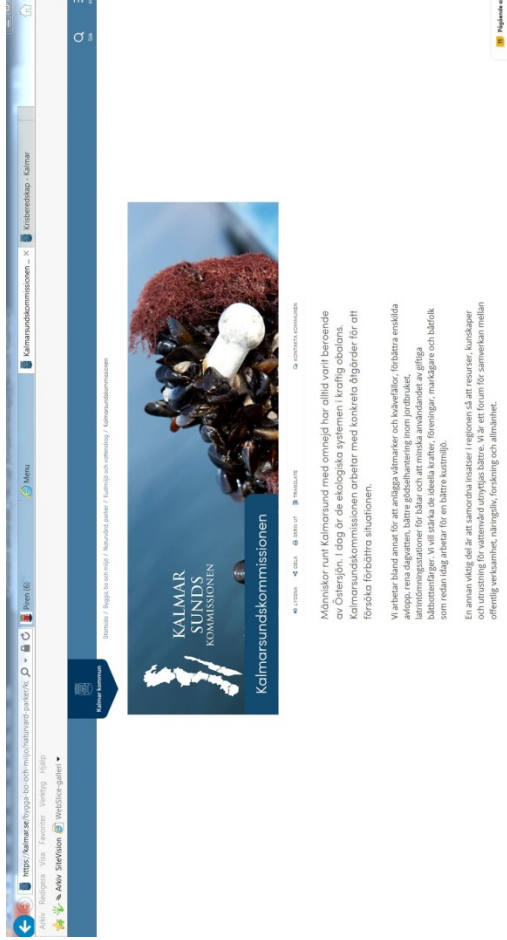 https://kalmar.se/bygga-bo-och-miljo/naturvard-parker/kı
Piren (6)
Menu
Kalmarsundskommissionen ...
Krisberedskap - Kalmar
Arkiv Redigera Visa Favoriter Verktyg Hjälp
Arkiv SiteVision WebSlice-galleri
Kalmar kommun
Sök
Startsida / Bygga, bo och miljö / Naturvård, parker / Kustmiljö och vattendrag / Kalmarsundskommissionen
KALMAR
SUNDS
KOMMISSIONEN
Kalmarsundskommissionen
LYSSNA DELA SKRIV UT TRANSLATE KONTAKTA KOMMUNEN
Människor runt Kalmarsund med omnejd har alltid varit beroende
av Östersjön. I dag är de ekologiska systemen i kraftig obalans.
Kalmarsundskommissionen arbetar med konkreta åtgärder för att
försöka förbättra situationen.
Vi arbetar bland annat för att anlägga våtmarker och kvävefällor, förbättra enskilda
avlopp, rena dagvatten, bättre gödselhantering inom jordbruket,
latrintömningsstationer för båtar och att minska användandet av giftiga
båtbottenfärger. Vi vill stärka de ideella krafter, föreningar, markägare och båtfolk
som redan idag arbetar för en bättre kustmiljö.
En annan viktig del är att samordna insatser i regionen så att resurser, kunskaper
och utrustning för vattenvård utnyttjas bättre. Vi är ett forum för samverkan mellan
offentlig verksamhet, näringsliv, forskning och allmänhet.
Pågående